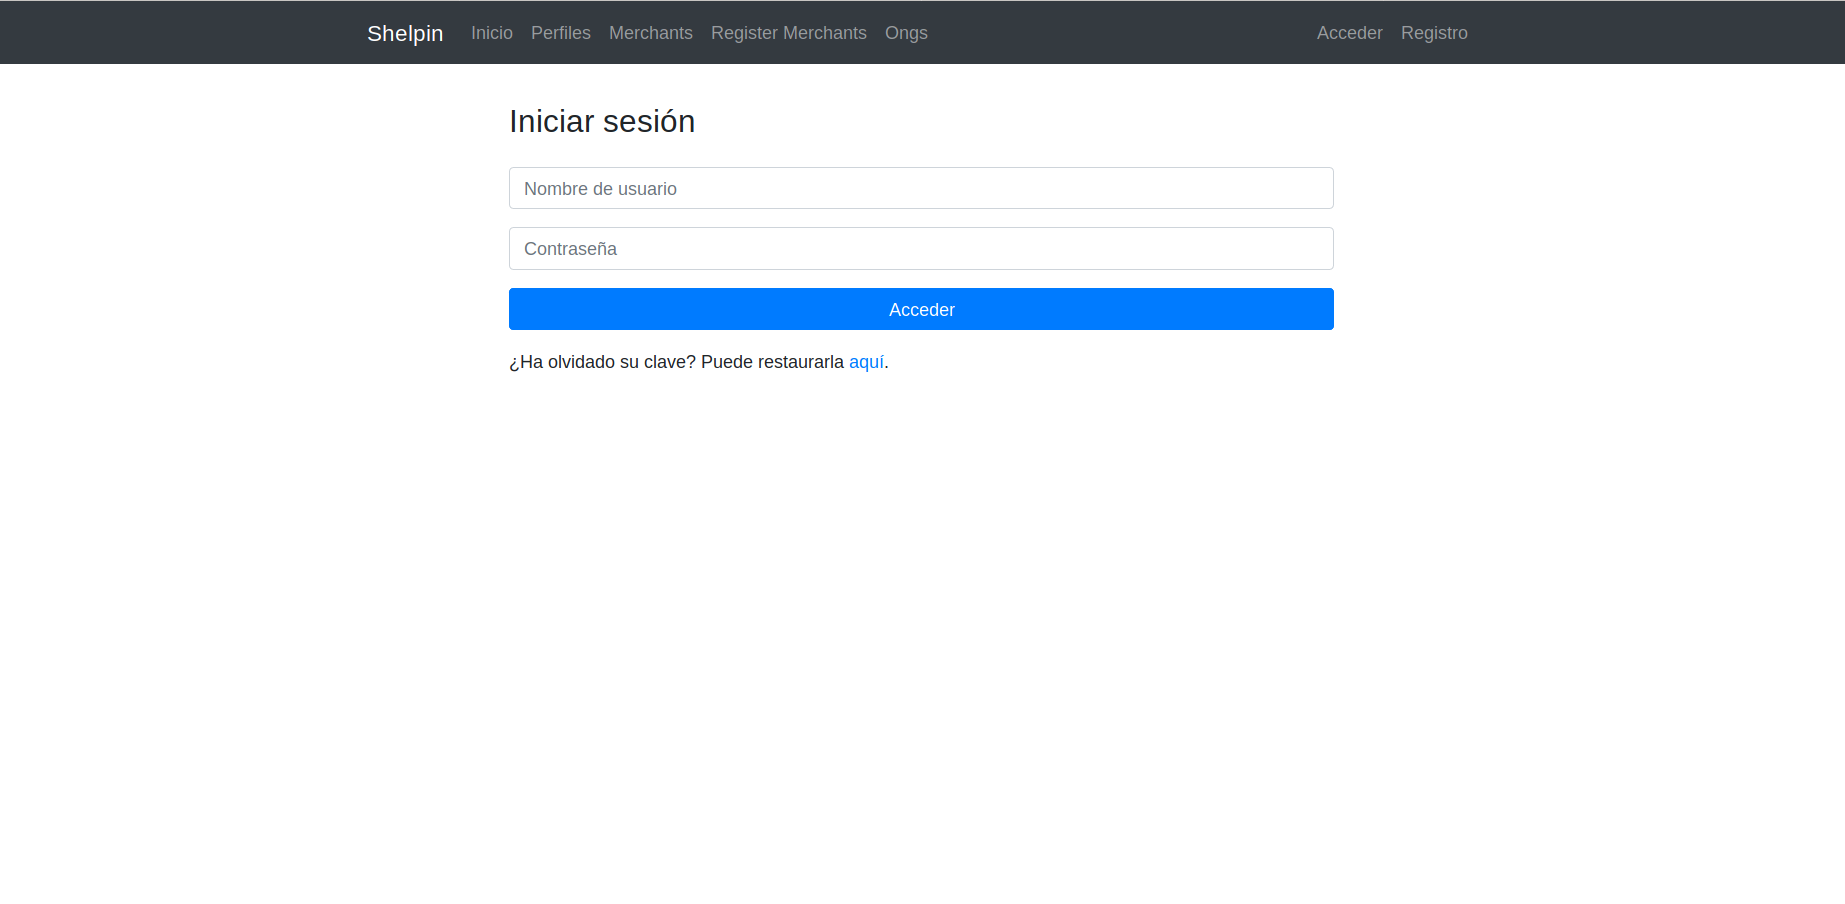 Shelpin Inicio Perfiles Merchants Register Merchants Ongs Acceder Registro
Iniciar sesión
Nombre de usuario
Contraseña
Acceder
¿Ha olvidado su clave? Puede restaurarla aquí.